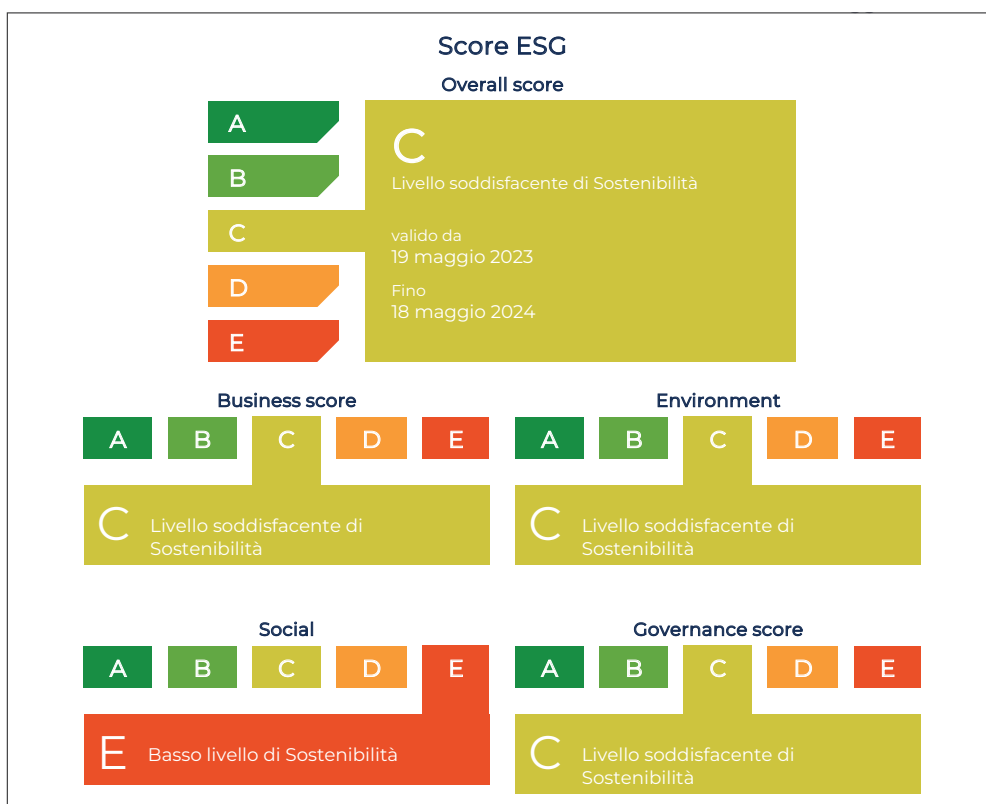 Score ESG
Overall score
A
B
C
D
E
C
Livello soddisfacente di Sostenibilità
valido da
19 maggio 2023
Fino
18 maggio 2024
Business score
A B C D E
C
Livello soddisfacente di
Sostenibilità
Environment
A B C D E
C
Livello soddisfacente di
Sostenibilità
Social
A B C D E
E
Basso livello di Sostenibilità
Governance score
A B C D E
C
Livello soddisfacente di
Sostenibilità